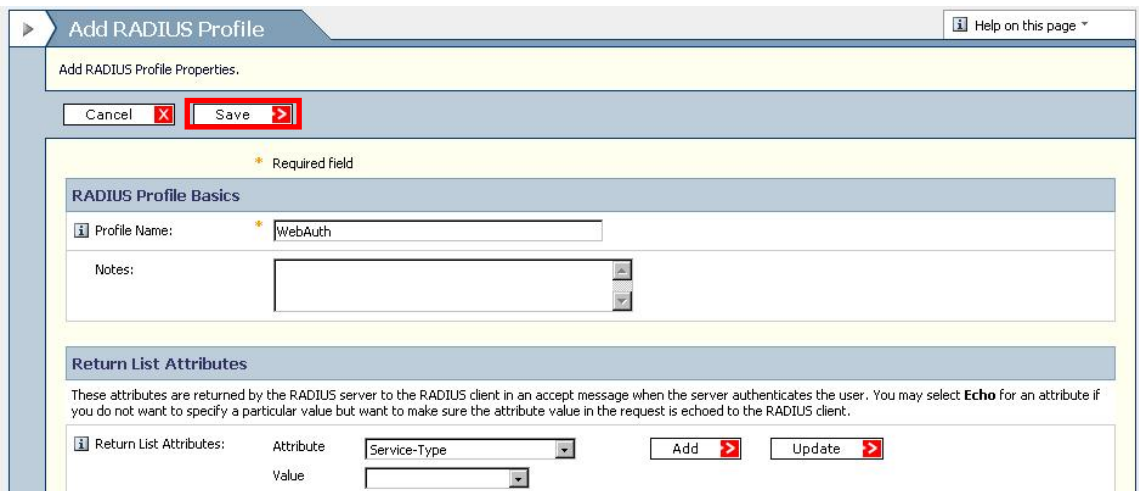 Add RADIUS Profile
Help on this page
Add RADIUS Profile Properties.
Cancel X Save
* Required field
RADIUS Profile Basics
Profile Name: * WebAuth
Notes:
Return List Attributes
These attributes are returned by the RADIUS server to the RADIUS client in an accept message when the server authenticates the user. You may select Echo for an attribute if
you do not want to specify a particular value but want to make sure the attribute value in the request is echoed to the RADIUS client.
Return List Attributes: Attribute Service-Type Add Update
Value